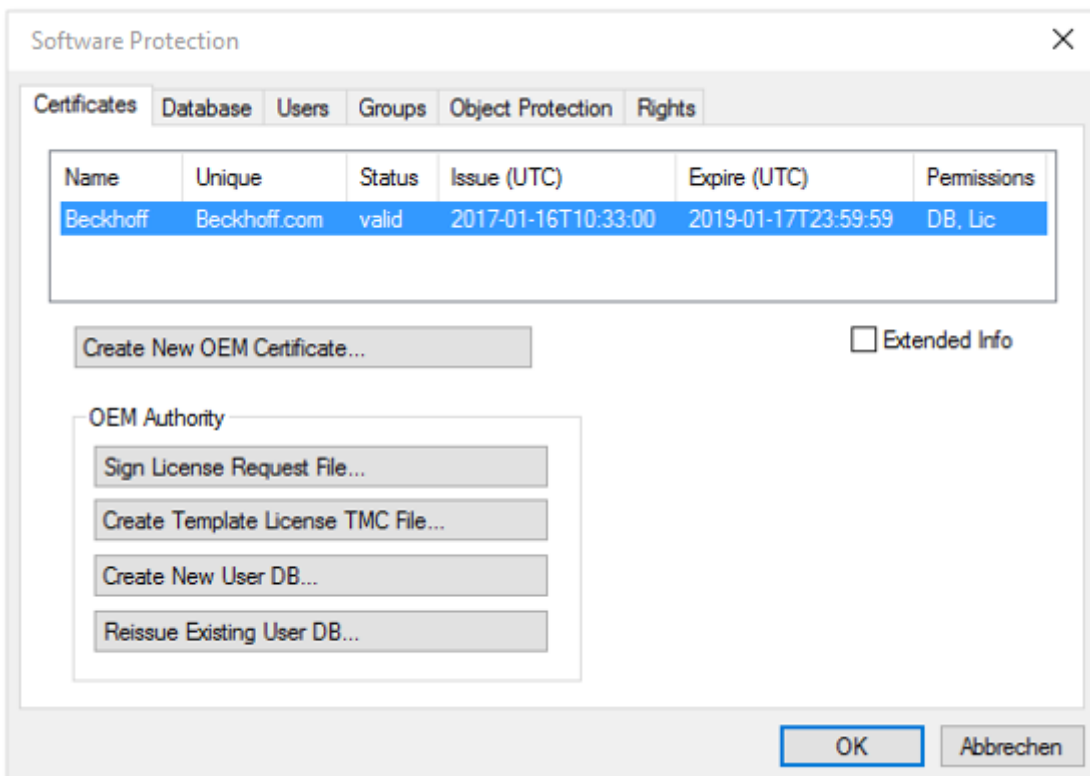 Software Protection
Certificates Database Users Groups Object Protection Rights
Name Unique Status Issue (UTC) Expire (UTC) Permissions
Beckhoff Beckhoff.com valid 2017-01-16T10:33:00 2019-01-17T23:59:59 DB, Lic
Create New OEM Certificate... Extended Info
OEM Authority
Sign License Request File...
Create Template License TMC File...
Create New User DB...
Reissue Existing User DB...
OK Abbrechen